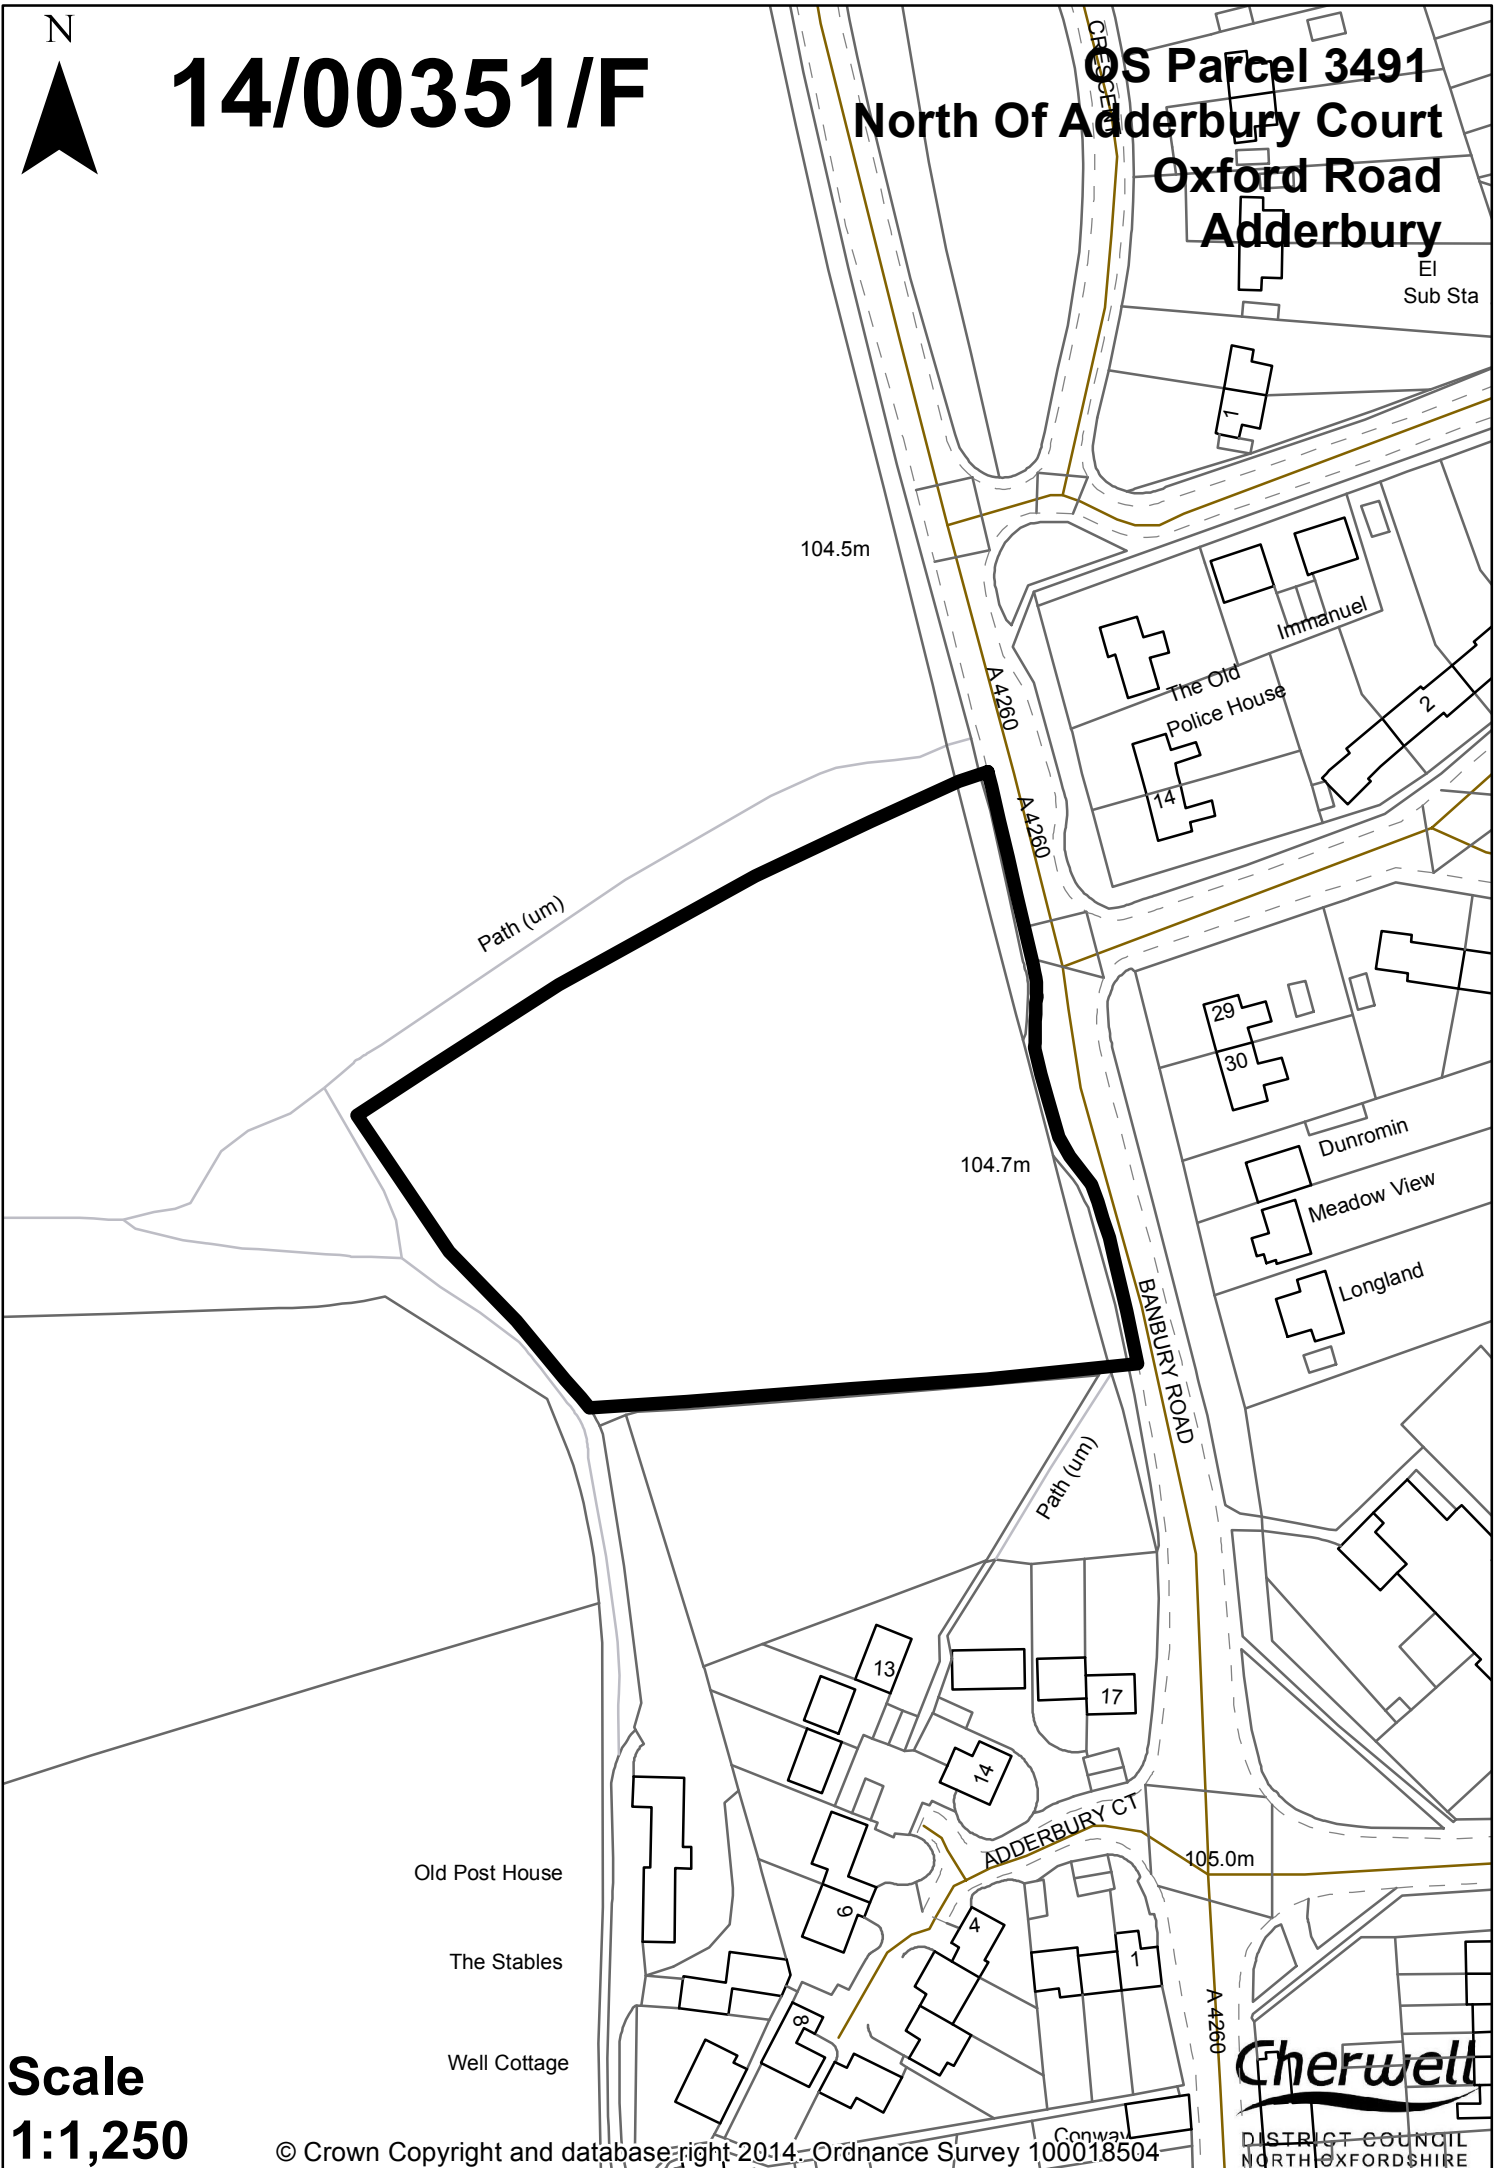 N
14/00351/F
OS Parcel 3491
North Of Adderbury Court
Oxford Road
Adderbury
CRESCENT
El
Sub Sta
1
104.5m
Immanuel
The Old
Police House
A 4260
2
14
A 4260
Path (um)
29
30
Dunromin
104.7m
Meadow View
Longland
BANBURY ROAD
Path (um)
13
17
14
ADDERBURY CT
105.0m
Old Post House
9
4
The Stables
1
8
A 4260
Well Cottage
Cherwell
DISTRICT COUNCIL
NORTH OXFORDSHIRE
Scale
1:1,250
Conway
© Crown Copyright and database right 2014. Ordnance Survey 100018504